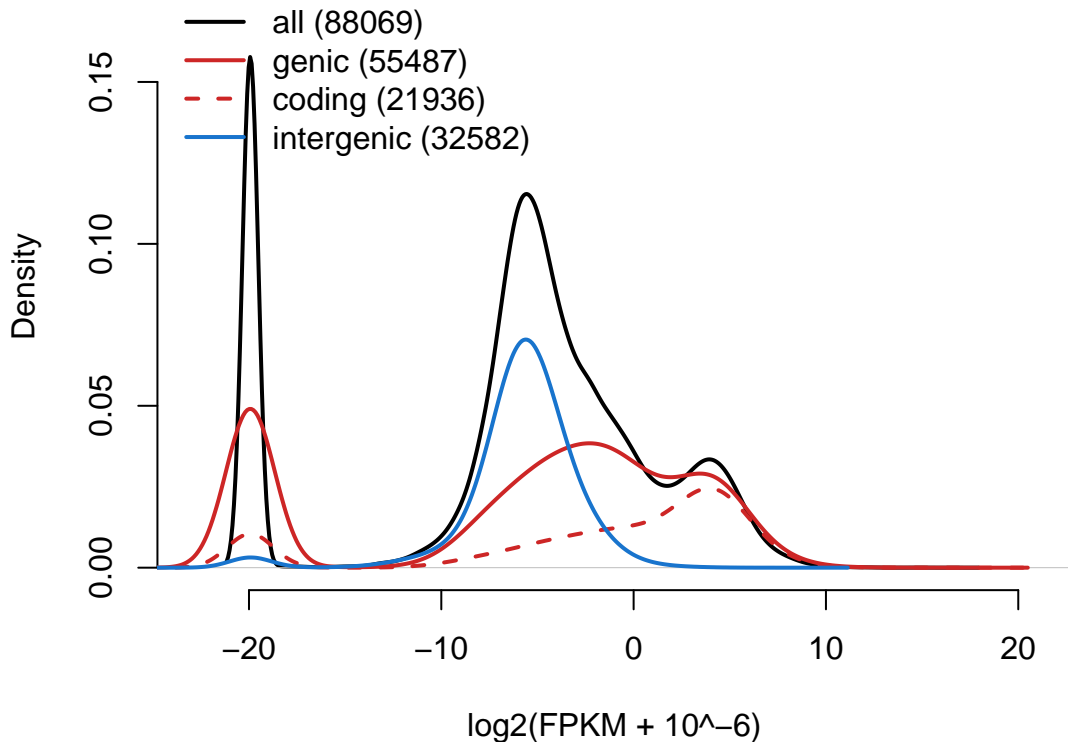 all (88069)
genic (55487)
coding (21936)
intergenic (32582)
Density
0.15
0.10
0.05
0.00
−20 −10 0 10 20
log2(FPKM + 10^−6)